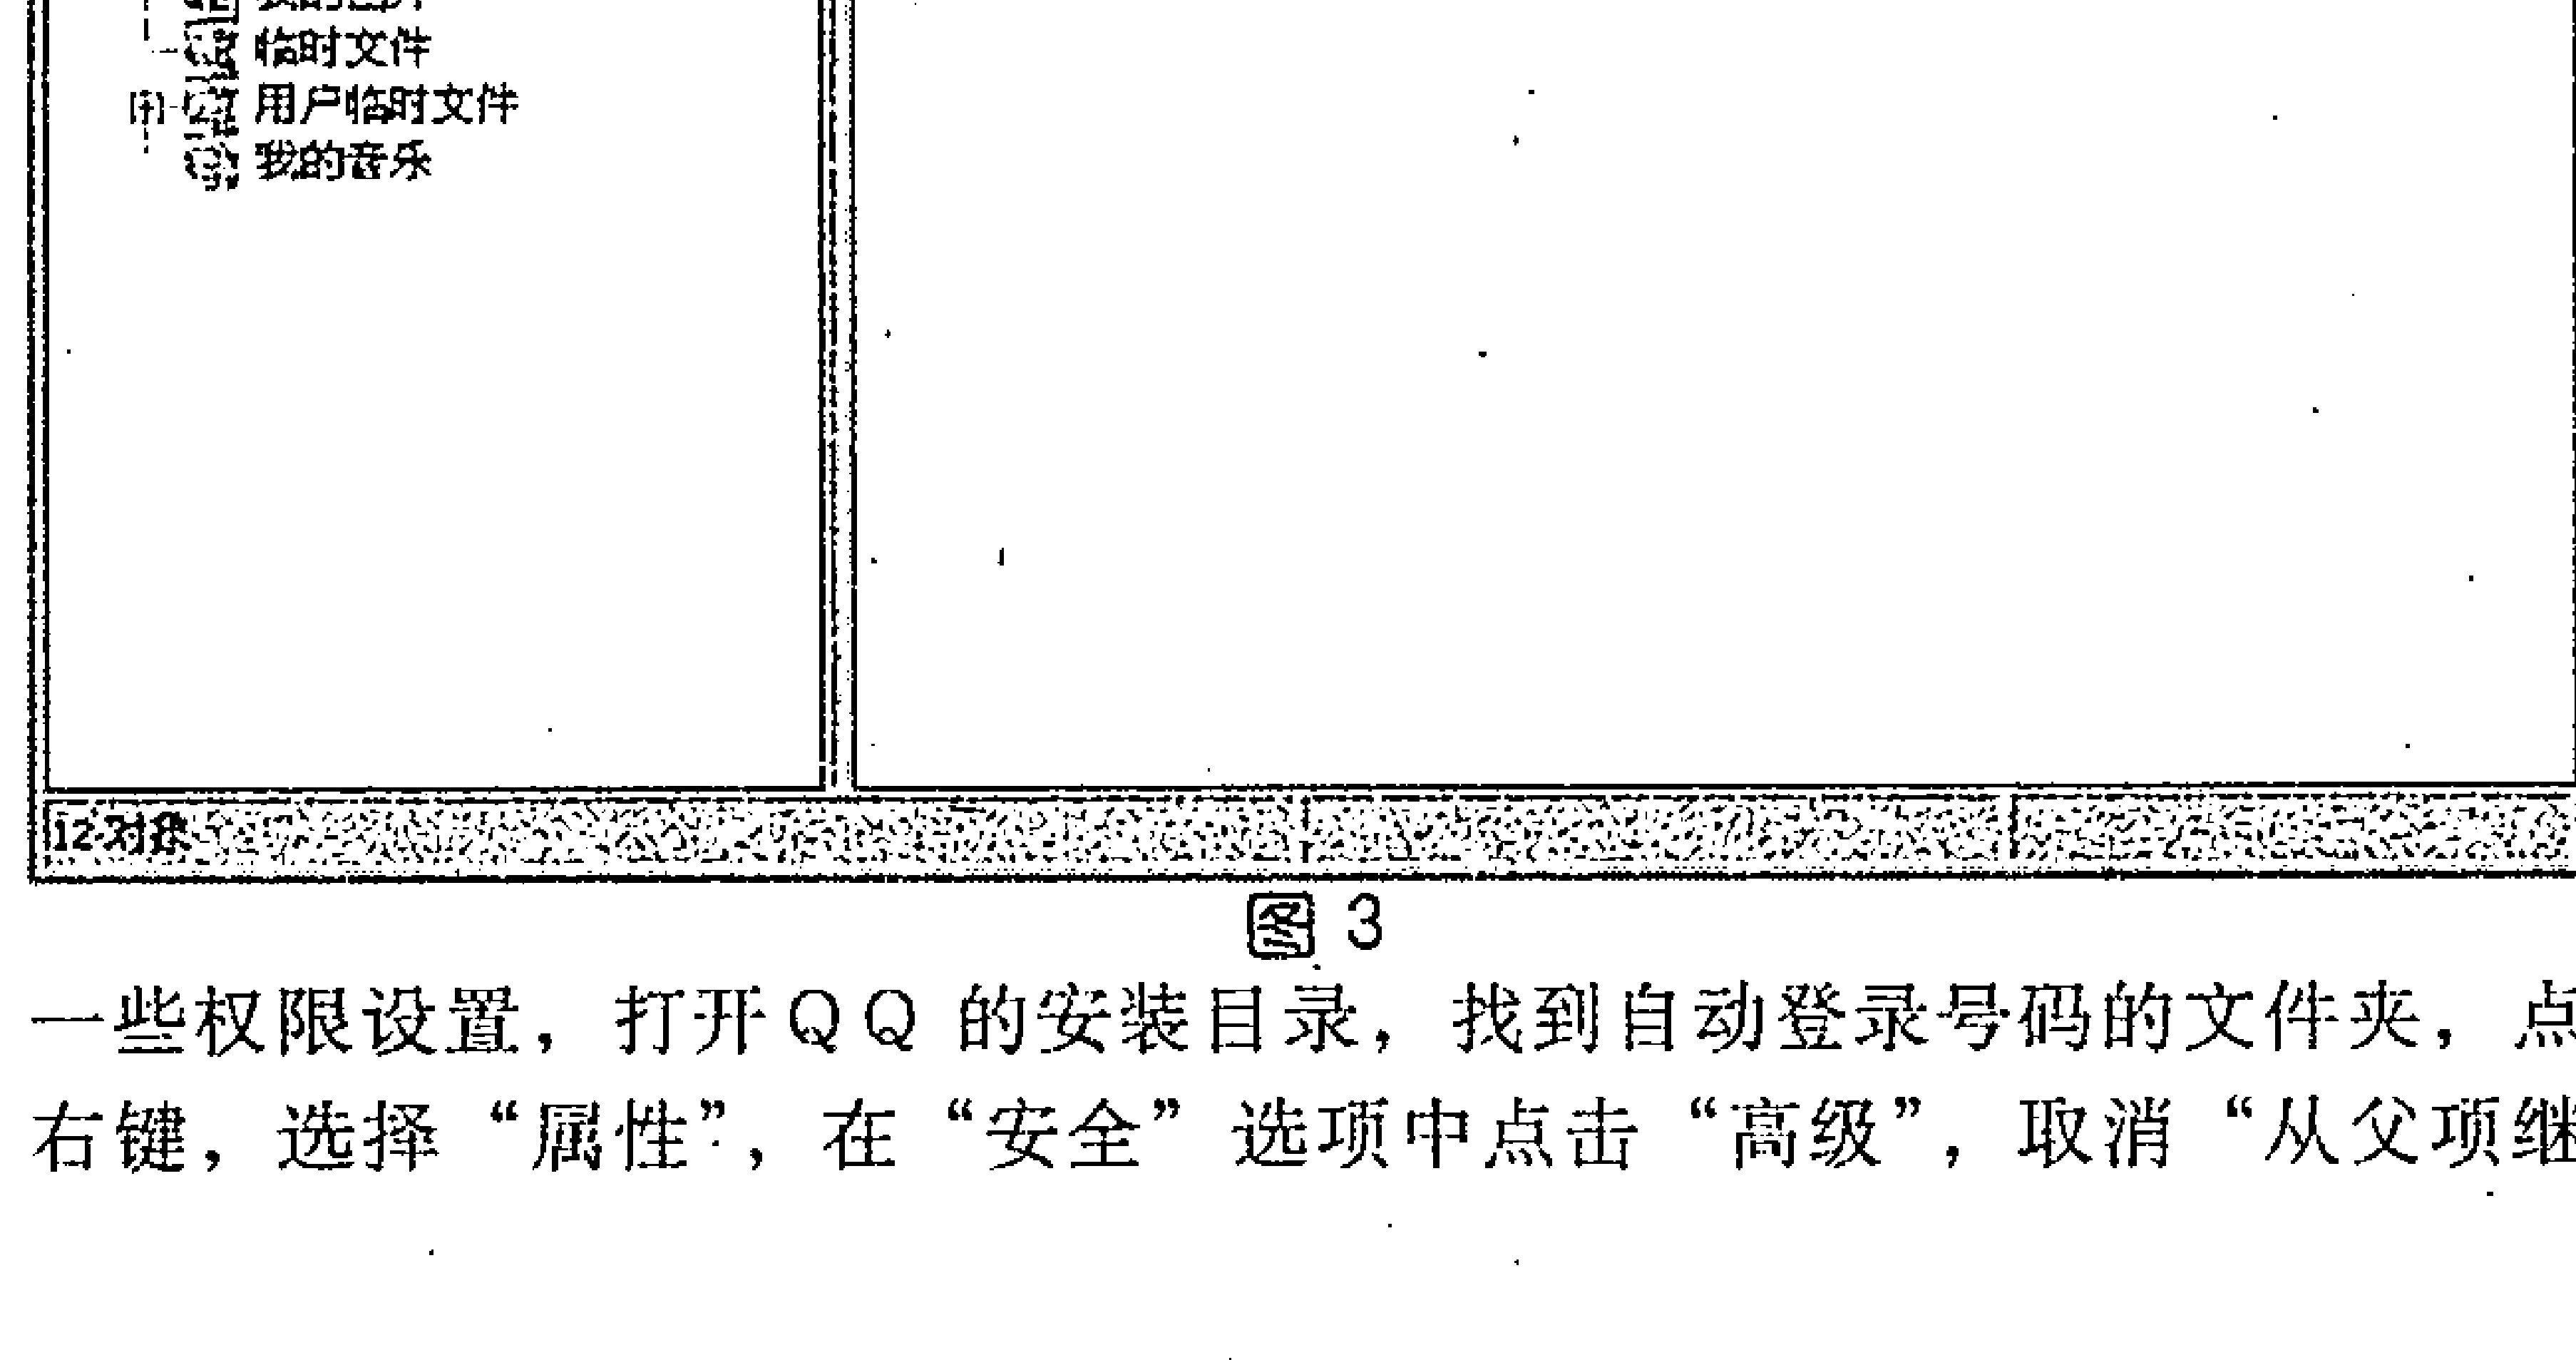 临时文件
用户临时文件
我的音乐
12 对象
图 3
一些权限设置，打开QQ 的安装目录，找到自动登录号码的文件夹，点
右键，选择“属性”，在“安全”选项中点击“高级”，取消“从父项继